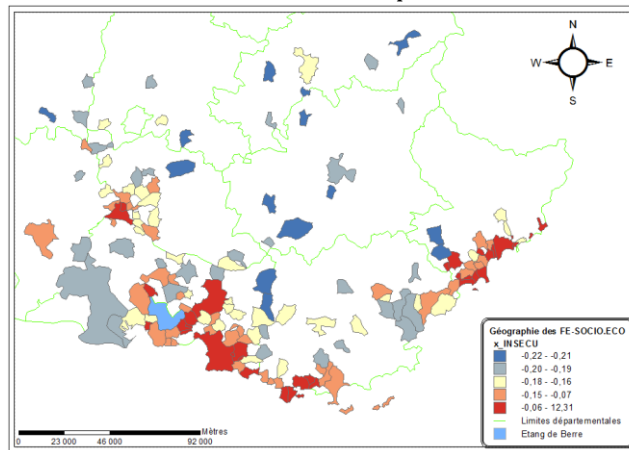 N
W E
S
Géographie des FE-SOCIO.ECO
x_INSECU
-0,22 - -0,21
-0,20 - -0,19
-0,18 - -0,16
-0,15 - -0,07
-0,06 - 12,31
Limites départementales
Etang de Berre
Mètres
0 23 000 46 000 92 000